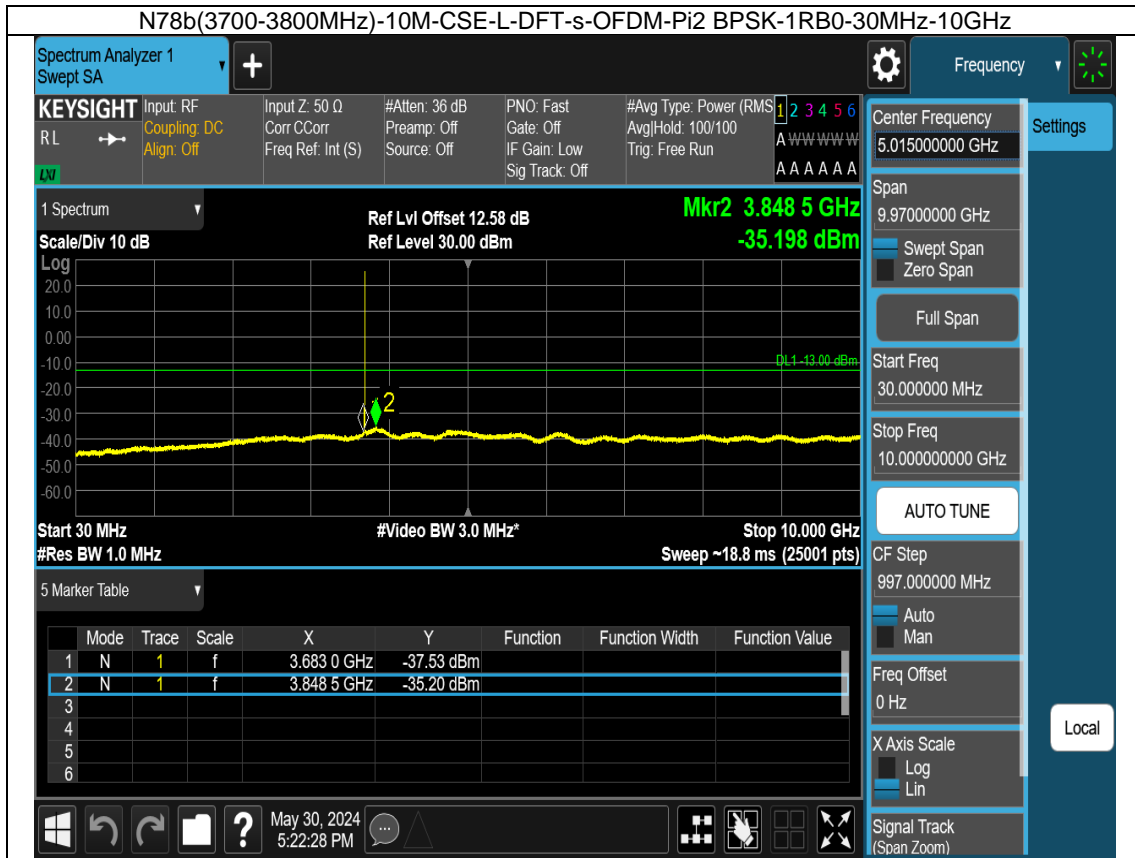 N78b(3700-3800MHz)-10M-CSE-L-DFT-s-OFDM-Pi2 BPSK-1RB0-30MHz-10GHz
Spectrum Analyzer 1
Swept SA
+
Frequency
KEYSIGHT
RL
LXI
Input: RF
Coupling: DC
Align: Off
Input Z: 50 Ω
Corr CCorr
Freq Ref: Int (S)
#Atten: 36 dB
Preamp: Off
Source: Off
PNO: Fast
Gate: Off
IF Gain: Low
Sig Track: Off
#Avg Type: Power (RMS
Avg|Hold: 100/100
Trig: Free Run
1 2 3 4 5 6
A W W W W W
A A A A A A
1 Spectrum
Scale/Div 10 dB
Ref Lvl Offset 12.58 dB
Ref Level 30.00 dBm
Mkr2 3.848 5 GHz
-35.198 dBm
Log
20.0
10.0
0.00
-10.0
-20.0
-30.0
-40.0
-50.0
-60.0
DL1 -13.00 dBm
2
Start 30 MHz
#Video BW 3.0 MHz*
Stop 10.000 GHz
#Res BW 1.0 MHz
Sweep ~18.8 ms (25001 pts)
5 Marker Table
Mode Trace Scale X Y Function Function Width Function Value
1 N 1 f 3.683 0 GHz -37.53 dBm
2 N 1 f 3.848 5 GHz -35.20 dBm
3
4
5
6
?
May 30, 2024
5:22:28 PM
Center Frequency
5.015000000 GHz
Settings
Span
9.97000000 GHz
Swept Span
Zero Span
Full Span
Start Freq
30.000000 MHz
Stop Freq
10.000000000 GHz
AUTO TUNE
CF Step
997.000000 MHz
Auto
Man
Freq Offset
0 Hz
Local
X Axis Scale
Log
Lin
Signal Track
(Span Zoom)